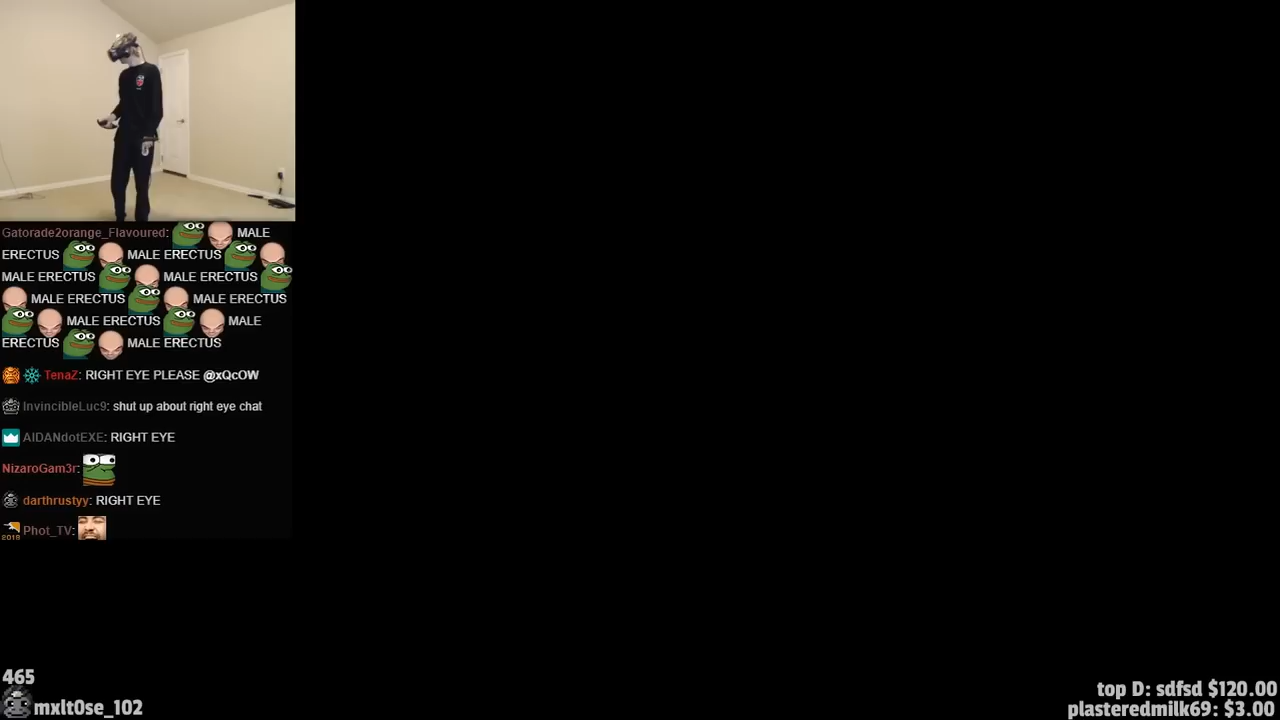 Gatorade2orange_Flavoured: MALE
ERECTUS MALE ERECTUS
MALE ERECTUS MALE ERECTUS
MALE ERECTUS MALE ERECTUS
MALE ERECTUS MALE
ERECTUS MALE ERECTUS
TenaZ: RIGHT EYE PLEASE @xQcOW
InvincibleLuc9: shut up about right eye chat
AIDANdotEXE: RIGHT EYE
NizaroGam3r:
darthrustyy: RIGHT EYE
2018 Phot_TV:
465
mxlt0se_102
top D: sdfsd $120.00
plasteredmilk69: $3.00